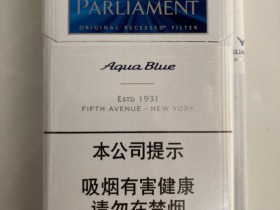 PARLIAMENT
ORIGINAL RECESSED FILTER
Aqua Blue
ESTD 1931
FIFTH AVENUE - NEW YORK
本公司提示
吸烟有害健康
请勿在禁烟